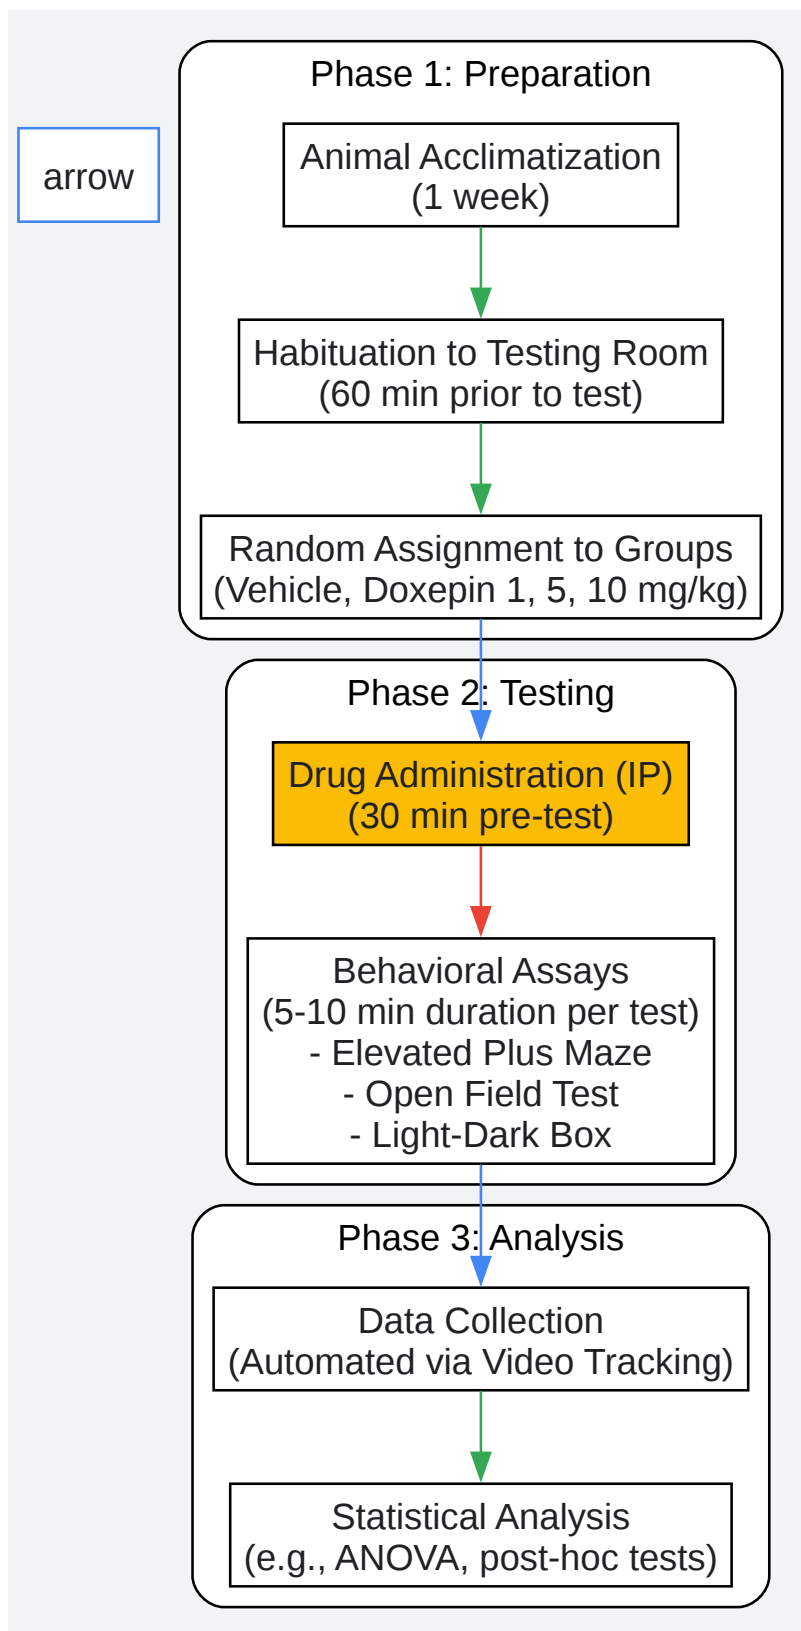 Phase 1: Preparation
arrow
Animal Acclimatization
(1 week)
Habituation to Testing Room
(60 min prior to test)
Random Assignment to Groups
(Vehicle, Doxepin 1, 5, 10 mg/kg)
Phase 2: Testing
Drug Administration (IP)
(30 min pre-test)
Behavioral Assays
(5-10 min duration per test)
- Elevated Plus Maze
- Open Field Test
- Light-Dark Box
Phase 3: Analysis
Data Collection
(Automated via Video Tracking)
Statistical Analysis
(e.g., ANOVA, post-hoc tests)